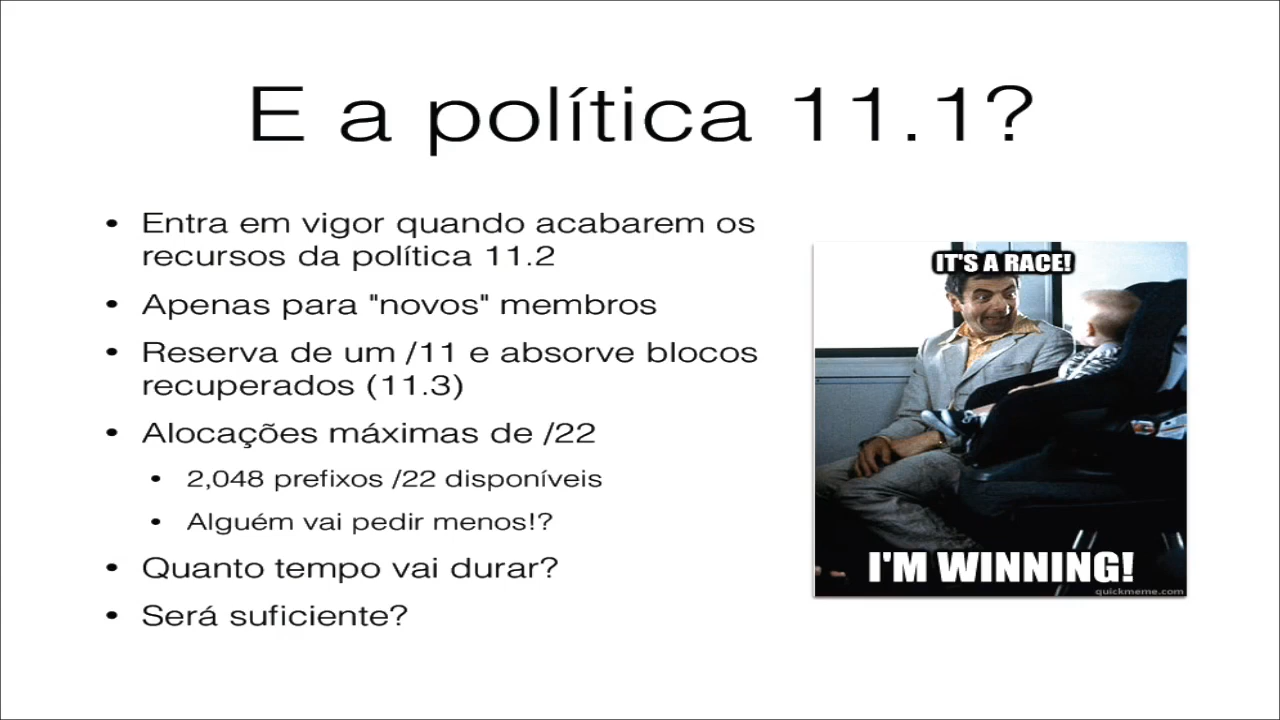 E a política 11.1?
• Entra em vigor quando acabarem os
recursos da política 11.2
• Apenas para "novos" membros
• Reserva de um /11 e absorve blocos
recuperados (11.3)
• Alocações máximas de /22
• 2,048 prefixos /22 disponíveis
• Alguém vai pedir menos!?
• Quanto tempo vai durar?
• Será suficiente?
IT'S A RACE!
I'M WINNING!
quickmeme.com